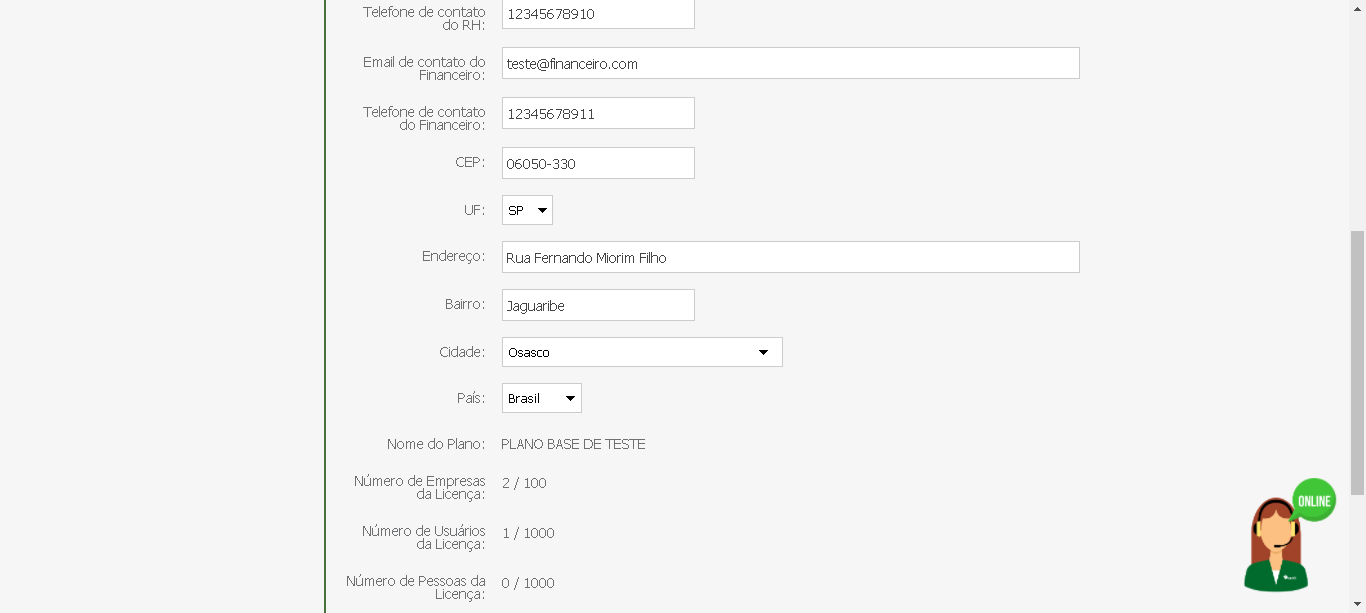 Telefone de contato
do RH:
12345678910
Email de contato do
Financeiro:
teste@financeiro.com
Telefone de contato
do Financeiro:
12345678911
CEP:
06050-330
UF:
SP
Endereço:
Rua Fernando Miorim Filho
Bairro:
Jaguaribe
Cidade:
Osasco
País:
Brasil
Nome do Plano:
PLANO BASE DE TESTE
Número de Empresas
da Licença:
2 / 100
Número de Usuários
da Licença:
1 / 1000
Número de Pessoas da
Licença:
0 / 1000
ONLINE